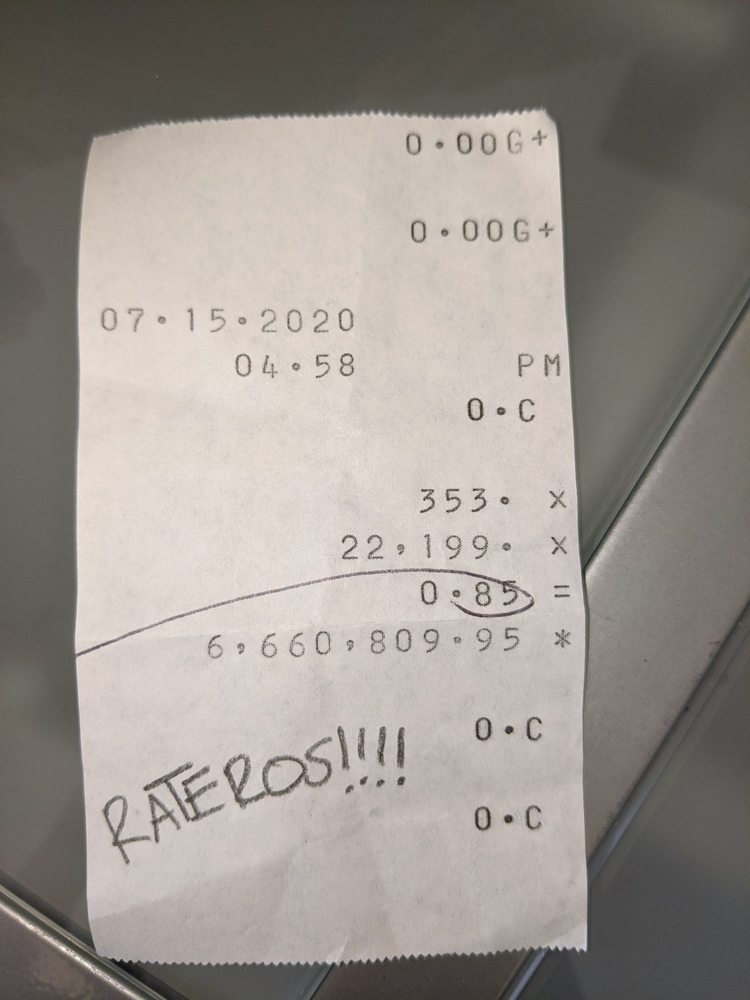 0.00G+
0.00G+
07.15.2020
04.58 PM
0.C
353. X
22,199. X
0.85 =
6,660,809.95 *
0.C
RATEROS!!!!
0.C